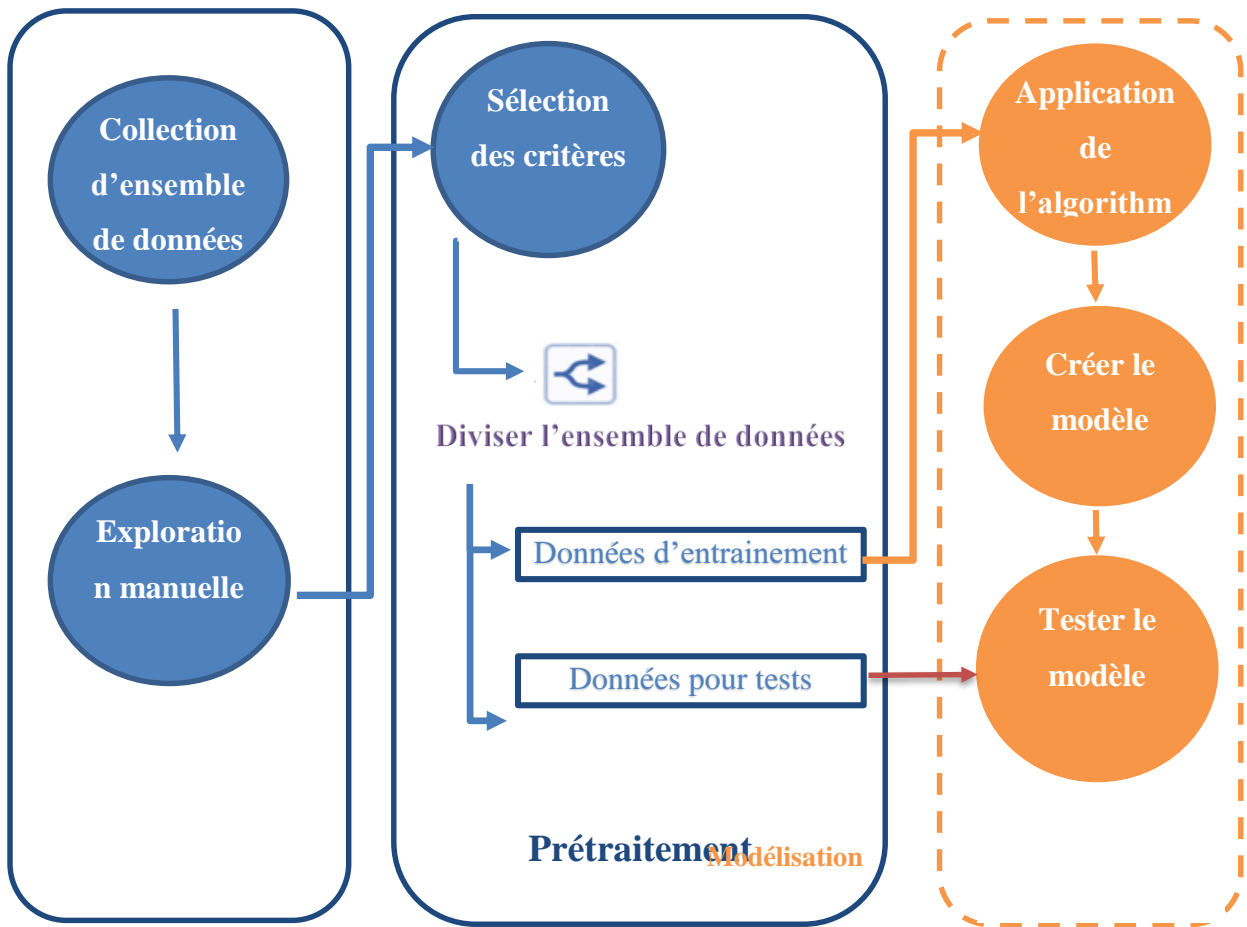 Collection
d’ensemble
de données
Exploratio
n manuelle
Sélection
des critères
Diviser l’ensemble de données
Données d’entrainement
Données pour tests
Prétraitement
Modélisation
Application
de
l’algorithm
Créer le
modèle
Tester le
modèle